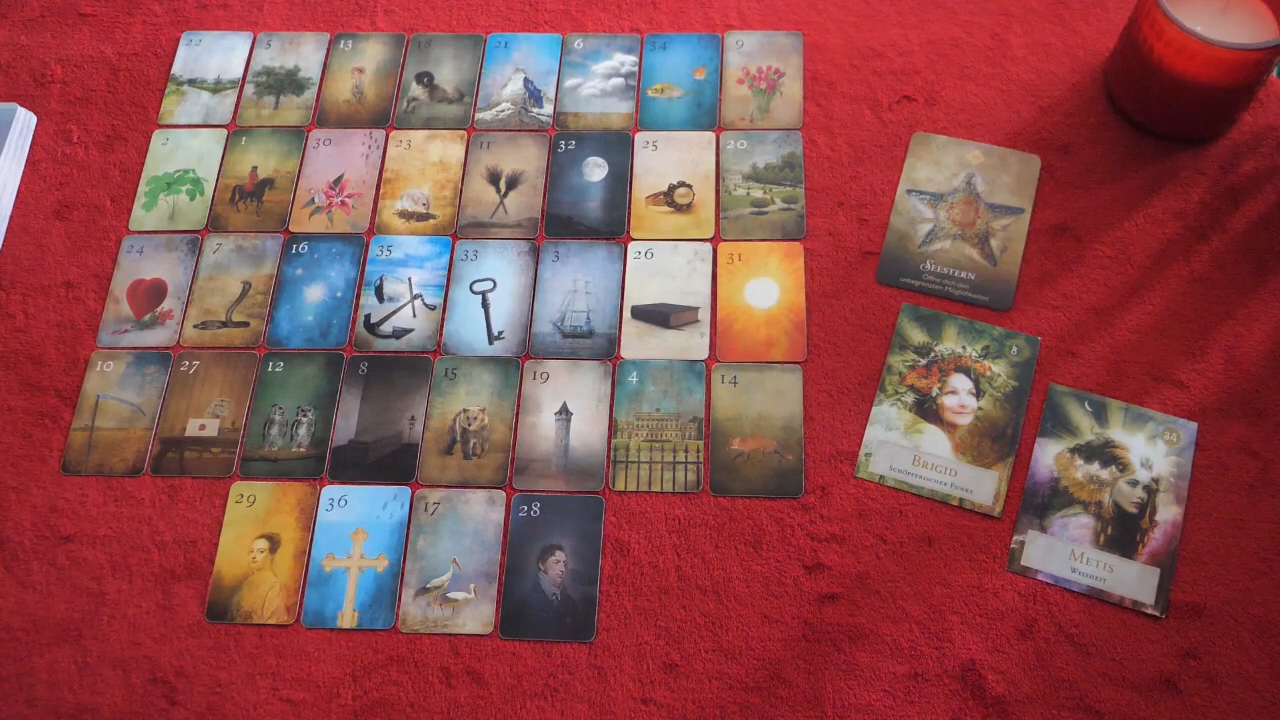 22 5 13 18 21 6 34 9
2 1 30 23 11 32 25 20
24 7 16 35 33 3 26 31
10 27 12 8 15 19 4 14
29 36 17 28
Seestern
Öffne dich den
unbegrenzten Möglichkeiten
8
Brigid
Schöpferischer Funke
34
Metis
Weisheit